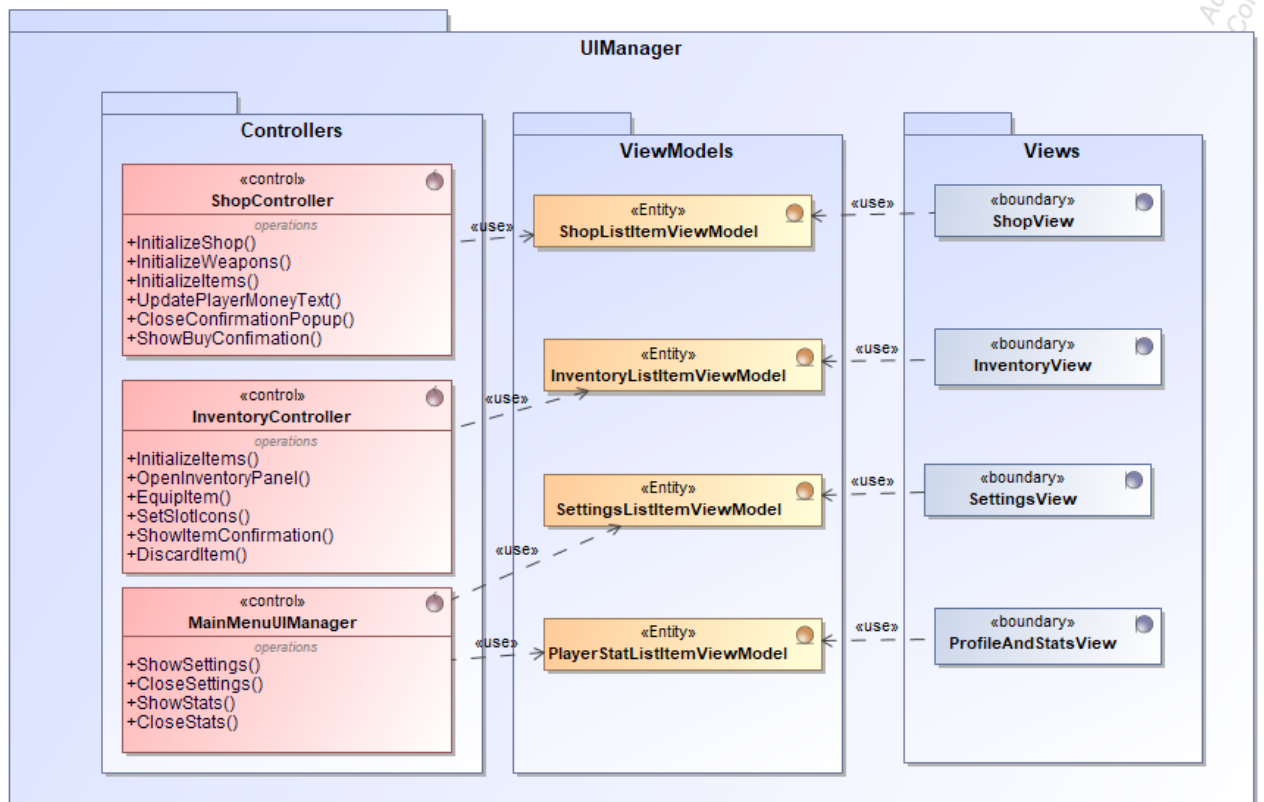 UIManager
Controllers
«control»
ShopController
operations
+InitializeShop()
+InitializeWeapons()
+InitializeItems()
+UpdatePlayerMoneyText()
+CloseConfirmationPopup()
+ShowBuyConfimation()
«control»
InventoryController
operations
+InitializeItems()
+OpenInventoryPanel()
+EquipItem()
+SetSlotIcons()
+ShowItemConfirmation()
+DiscardItem()
«control»
MainMenuUIManager
operations
+ShowSettings()
+CloseSettings()
+ShowStats()
+CloseStats()
«use»
«use»
«use»
«use»
ViewModels
«Entity»
ShopListItemViewModel
«Entity»
InventoryListItemViewModel
«Entity»
SettingsListItemViewModel
«Entity»
PlayerStatListItemViewModel
«use»
«use»
«use»
«use»
Views
«boundary»
ShopView
«boundary»
InventoryView
«boundary»
SettingsView
«boundary»
ProfileAndStatsView